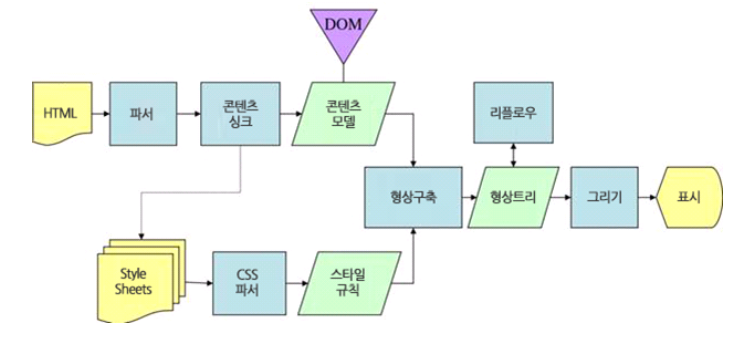 DOM
HTML
파서
콘텐츠
싱크
콘텐츠
모델
리플로우
형상구축
형상트리
그리기
표시
Style
Sheets
CSS
파서
스타일
규칙